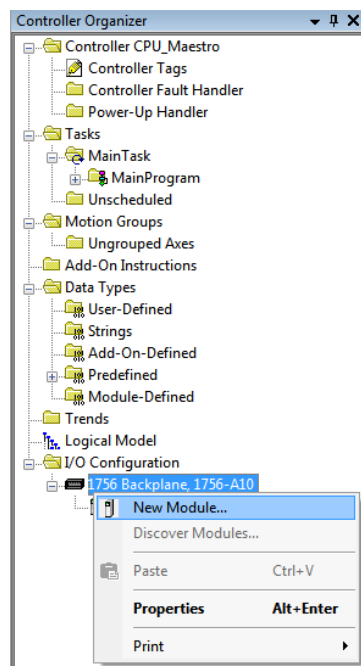 Controller Organizer
Controller CPU_Maestro
Controller Tags
Controller Fault Handler
Power-Up Handler
Tasks
MainTask
MainProgram
Unscheduled
Motion Groups
Ungrouped Axes
Add-On Instructions
Data Types
User-Defined
Strings
Add-On-Defined
Predefined
Module-Defined
Trends
Logical Model
I/O Configuration
1756 Backplane, 1756-A10
New Module...
Discover Modules...
Paste Ctrl+V
Properties Alt+Enter
Print